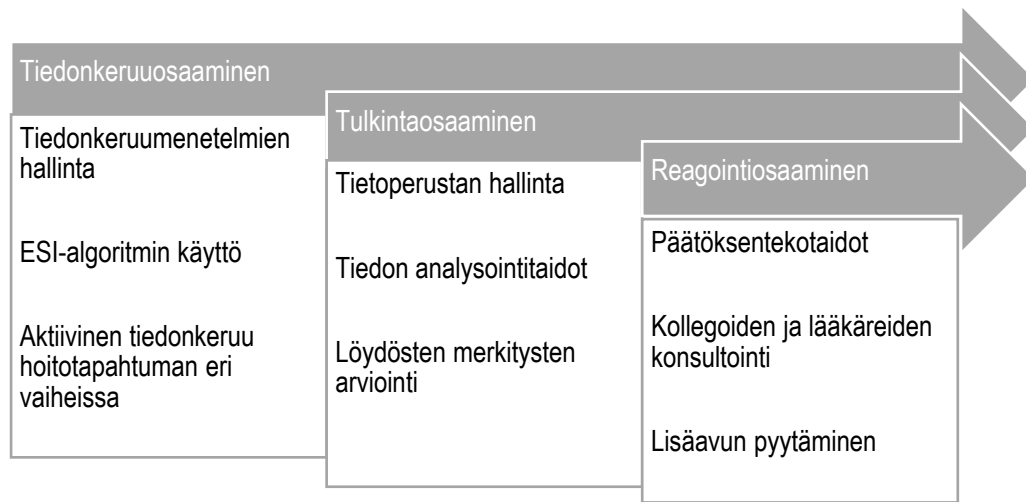 Tiedonkeruuosaaminen
Tiedonkeruumenetelmien
hallinta
ESI-algoritmin käyttö
Aktiivinen tiedonkeruu
hoitotapahtuman eri
vaiheissa
Tulkintaosaaminen
Tietoperustan hallinta
Tiedon analysointitaidot
Löydösten merkitysten
arviointi
Reagointiosaaminen
Päätöksentekotaidot
Kollegoiden ja lääkäreiden
konsultointi
Lisäavun pyytäminen